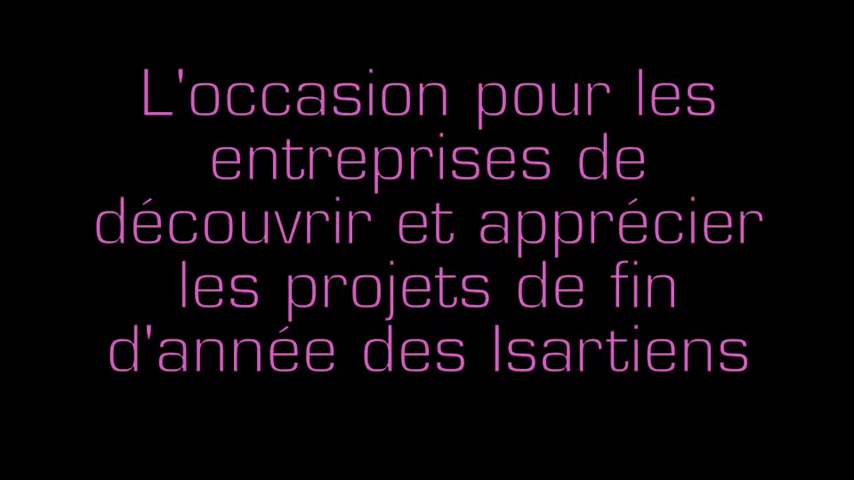 L'occasion pour les
entreprises de
découvrir et apprécier
les projets de fin
d'année des Isartiens